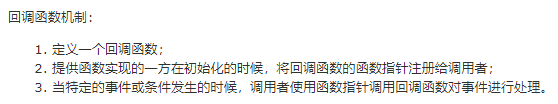 回调函数机制：
1. 定义一个回调函数；
2. 提供函数实现的一方在初始化的时候，将回调函数的函数指针注册给调用者；
3. 当特定的事件或条件发生的时候，调用者使用函数指针调用回调函数对事件进行处理。